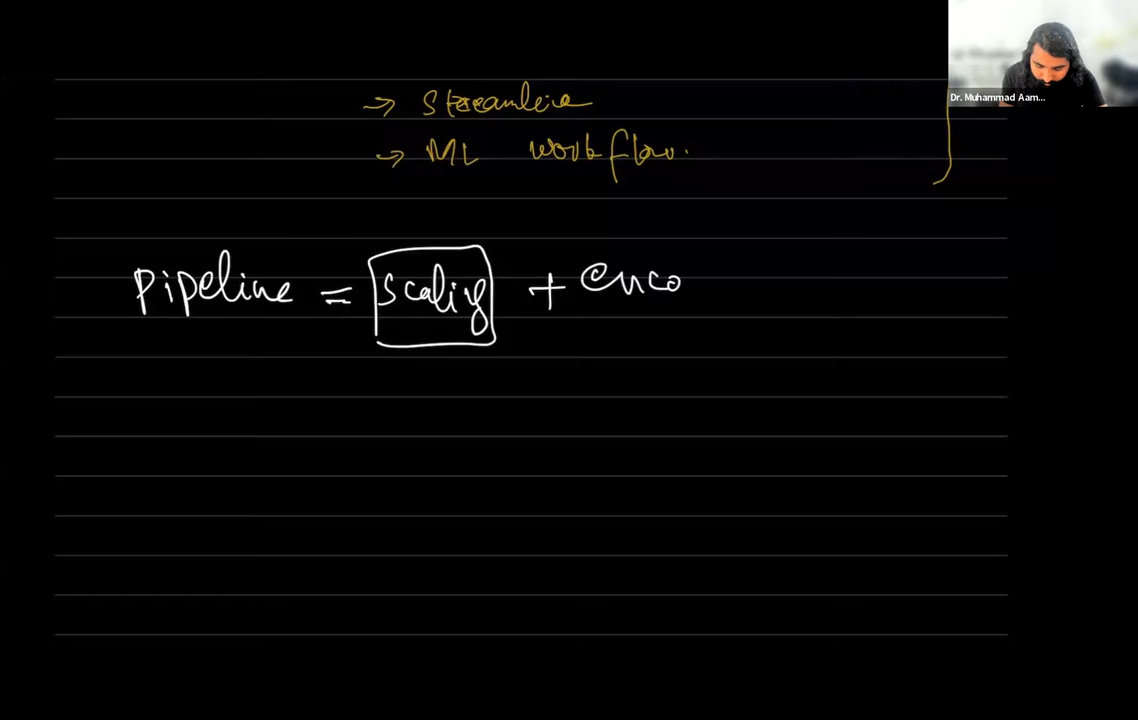 Dr. Muhammad Aam...
→ Streamline
→ ML workflow.
Pipeline = scaling + enco